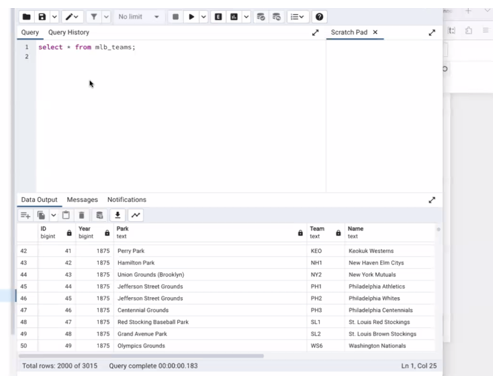 No limit
Query Query History Scratch Pad
1 select * from mlb_teams;
2
Data Output Messages Notifications
ID Year Park Team Name
bigint bigint text text text
42 41 1875 Perry Park KEO Keokuk Westerns
43 42 1875 Hamilton Park NH1 New Haven Elm Citys
44 43 1875 Union Grounds (Brooklyn) NY2 New York Mutuals
45 44 1875 Jefferson Street Grounds PH1 Philadelphia Athletics
46 45 1875 Jefferson Street Grounds PH2 Philadelphia Whites
47 46 1875 Centennial Grounds PH3 Philadelphia Centennials
48 47 1875 Red Stocking Baseball Park SL1 St. Louis Red Stockings
49 48 1875 Grand Avenue Park SL2 St. Louis Brown Stockings
50 49 1875 Olympics Grounds WS6 Washington Nationals
Total rows: 2000 of 3015 Query complete 00:00:00.183 Ln 1, Col 25